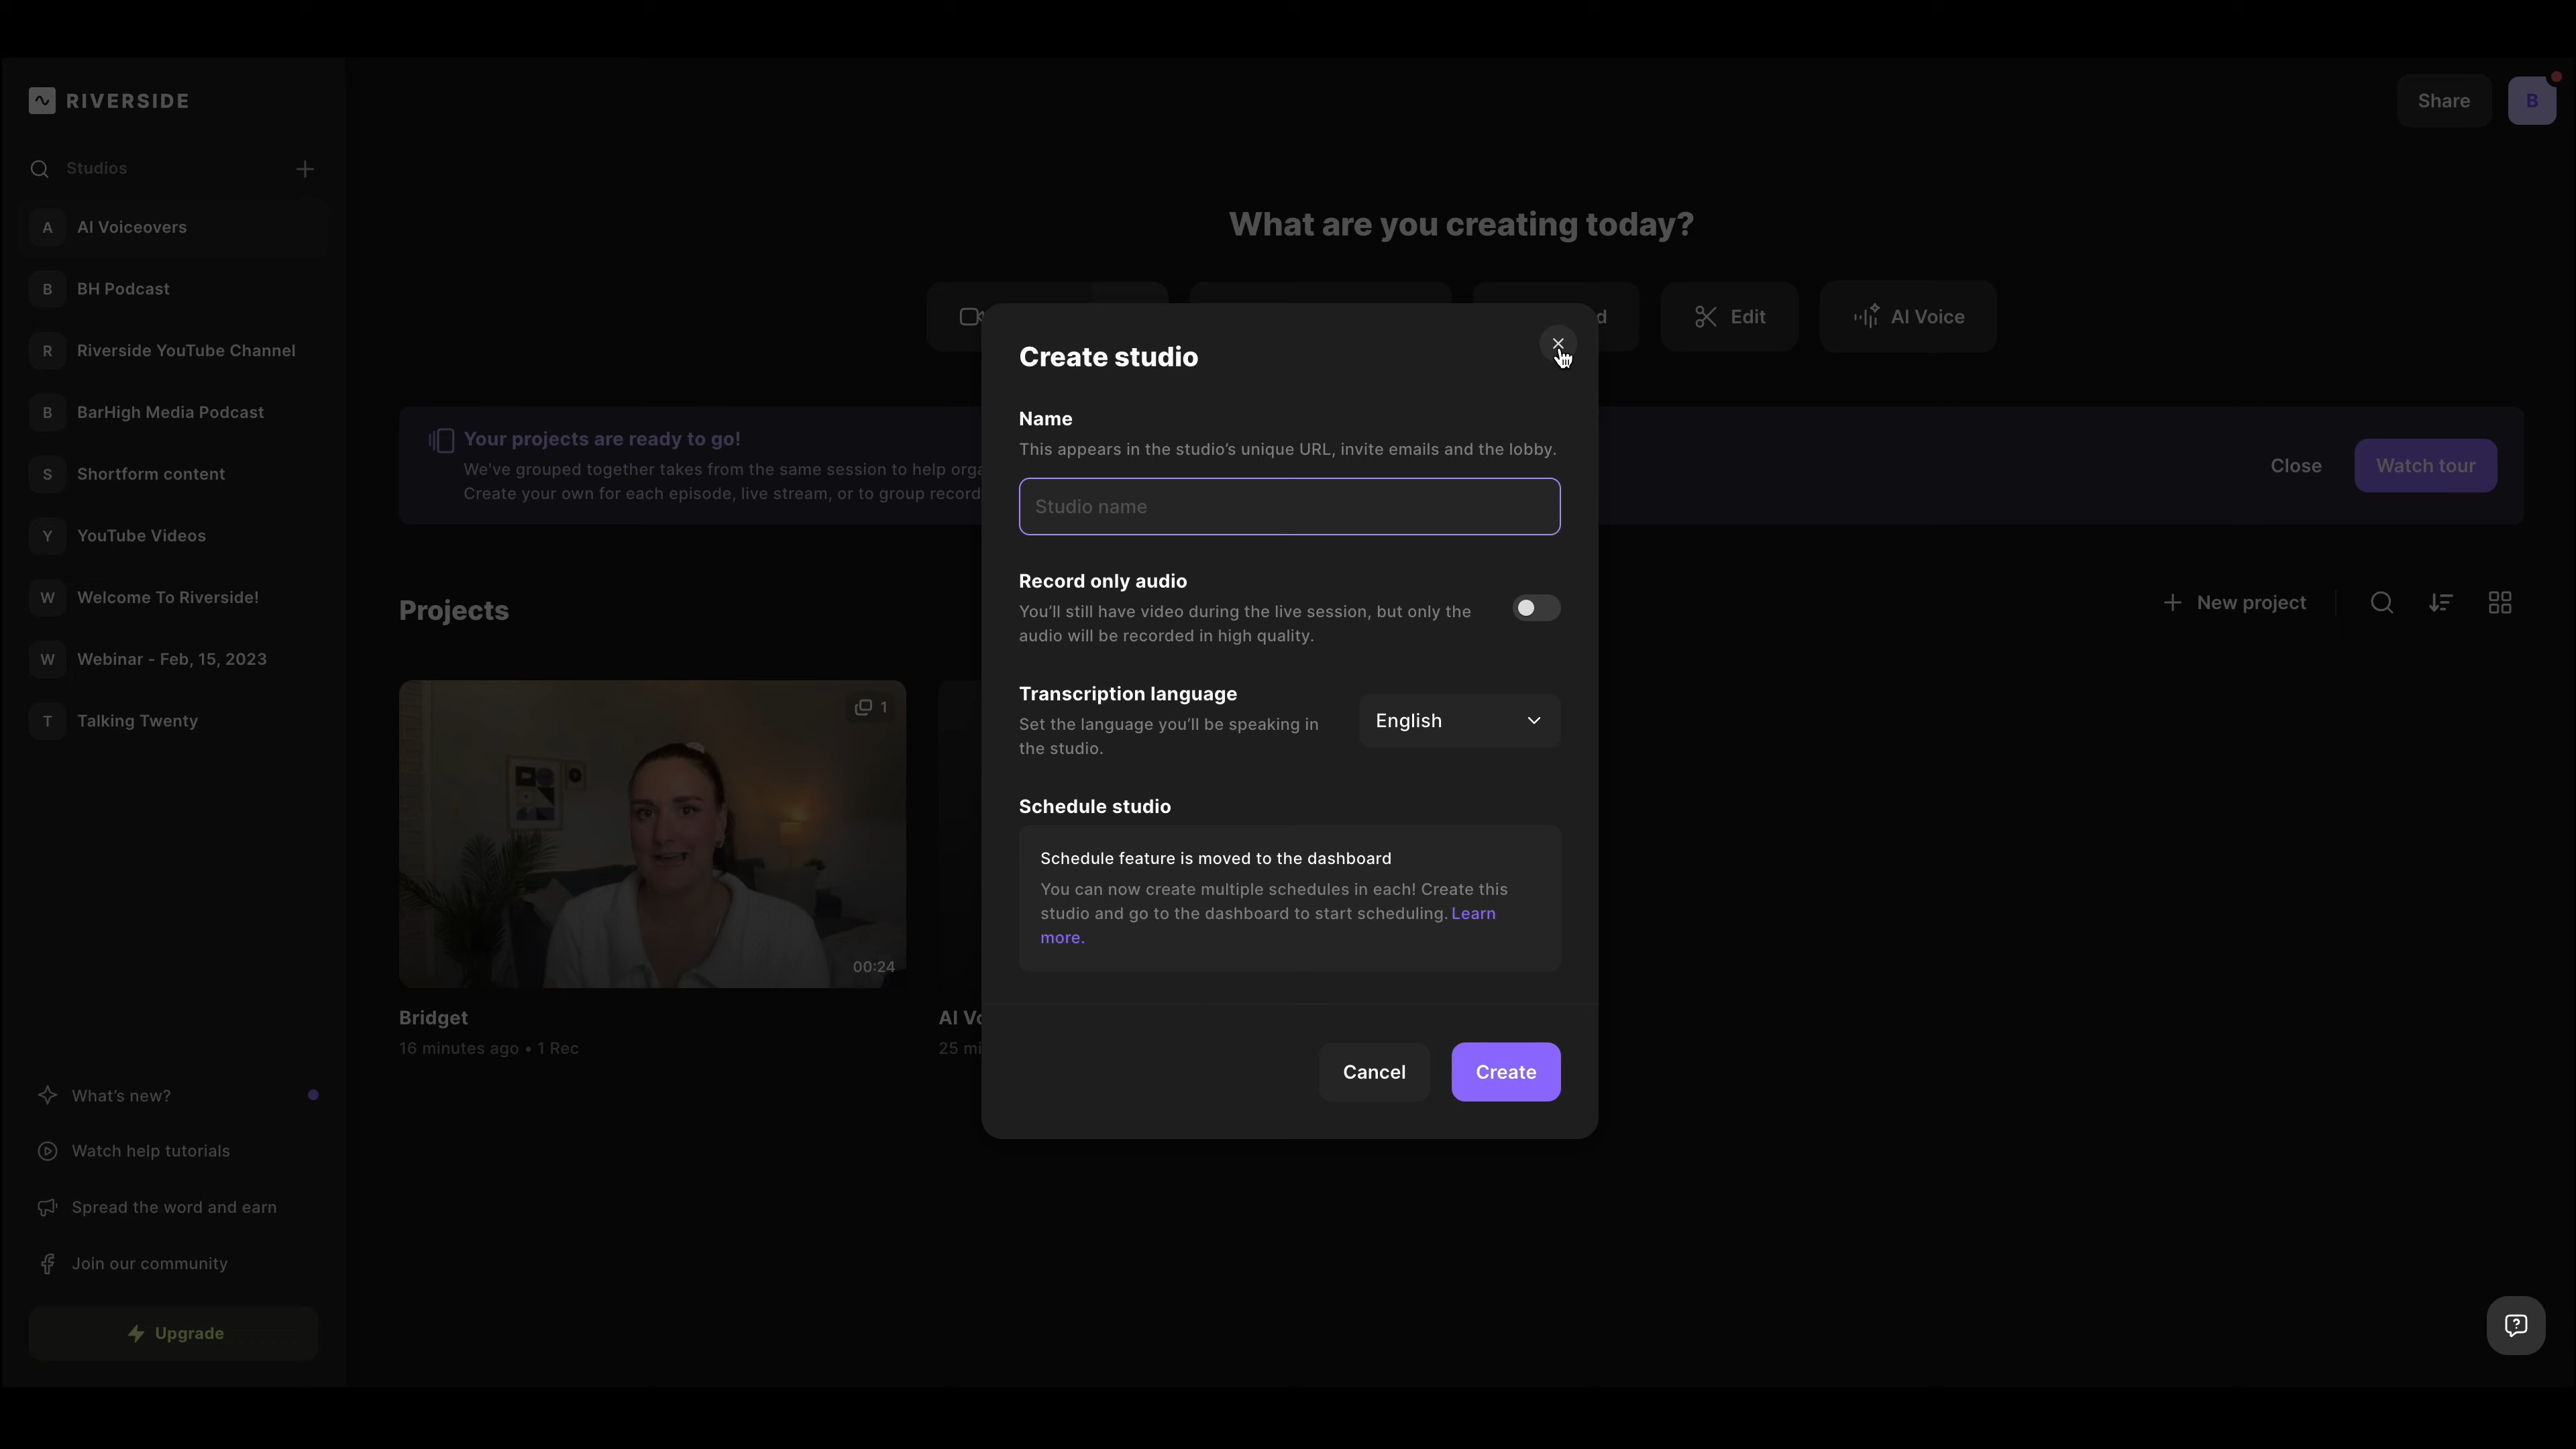 RIVERSIDE
Share
B
Studios
A AI Voiceovers
B BH Podcast
R Riverside YouTube Channel
B BarHigh Media Podcast
S Shortform content
Y YouTube Videos
W Welcome To Riverside!
W Webinar - Feb, 15, 2023
T Talking Twenty
What's new?
Watch help tutorials
Spread the word and earn
Join our community
Upgrade
What are you creating today?
Edit
AI Voice
Your projects are ready to go!
We've grouped together takes from the same session to help
Create your own for each episode, live stream, or to group
Close
Watch tour
Projects
New project
1
00:24
Bridget
16 minutes ago • 1 Rec
AI
25
Create studio
Name
This appears in the studio's unique URL, invite emails and the lobby.
Studio name
Record only audio
You'll still have video during the live session, but only the
audio will be recorded in high quality.
Transcription language
Set the language you'll be speaking in
the studio.
English
Schedule studio
Schedule feature is moved to the dashboard
You can now create multiple schedules in each! Create this
studio and go to the dashboard to start scheduling. Learn
more.
Cancel
Create